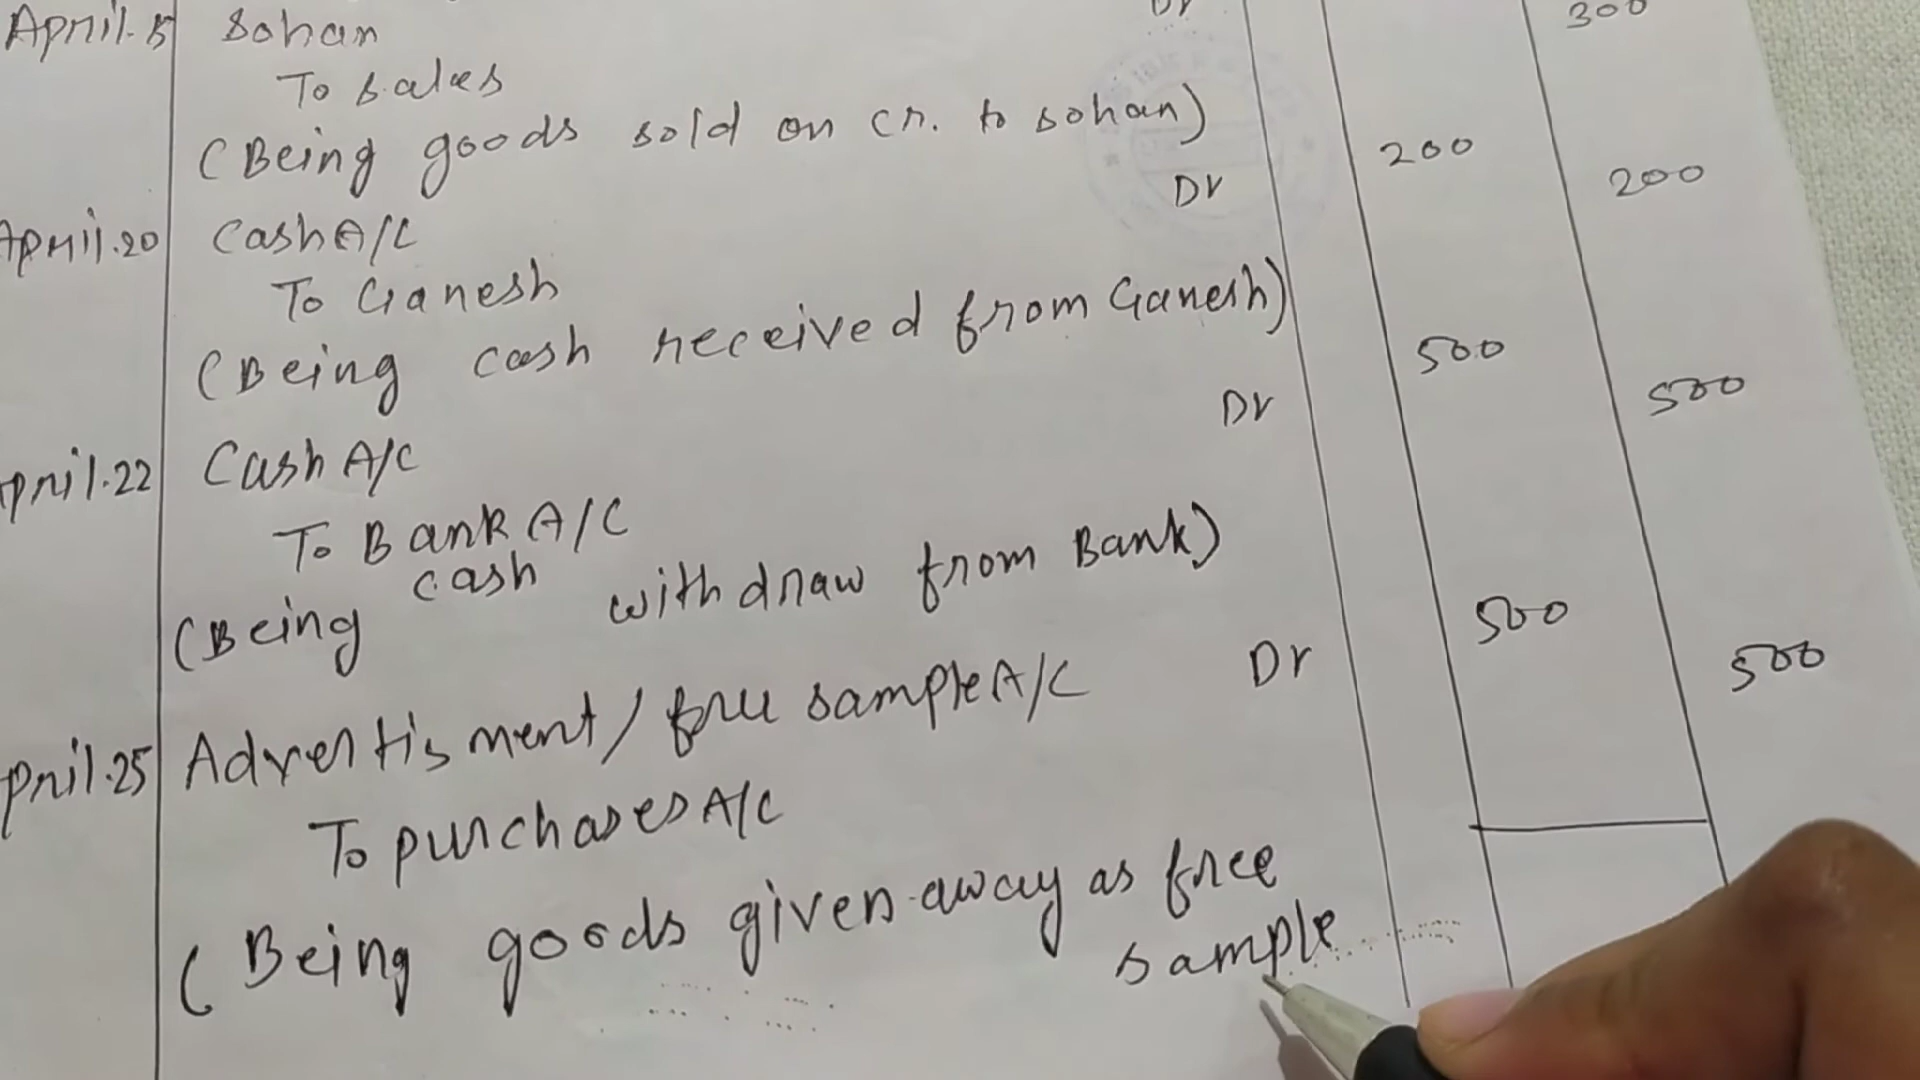 Dr 300
April.5 Sohan
To sales
(Being goods sold on cr. to sohan)
April.20 Cash A/C Dr 200
To Ganesh 200
(Being cash received from Ganesh)
April.22 Cash A/C Dr 500
To Bank A/C 500
(Being cash withdraw from Bank)
April.25 Advertisment/free sample A/C Dr 500
To purchases A/C 500
(Being goods given away as free
sample